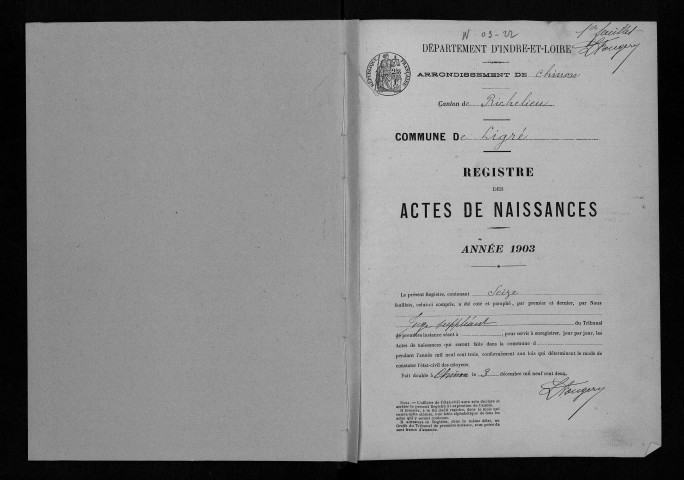 N 03-22
1er feuillet
DÉPARTEMENT D'INDRE-ET-LOIRE
ARRONDISSEMENT DE Chinon
Canton de Richelieu
COMMUNE De Ligré
REGISTRE
DES
ACTES DE NAISSANCES
ANNÉE 1903
Le présent Registre, contenant Seize
feuillets, celui-ci compris, a été coté et paraphé, par premier et dernier, par Nous
Juge suppléant du Tribunal
de première instance séant à pour servir à enregistrer, jour par jour, les
Actes de naissances qui seront faits dans la commune d
pendant l'année mil neuf cent trois, conformément aux lois qui déterminent le mode de
constater l'état-civil des citoyens.
Fait double à Chinon le 3 décembre mil neuf cent deux.